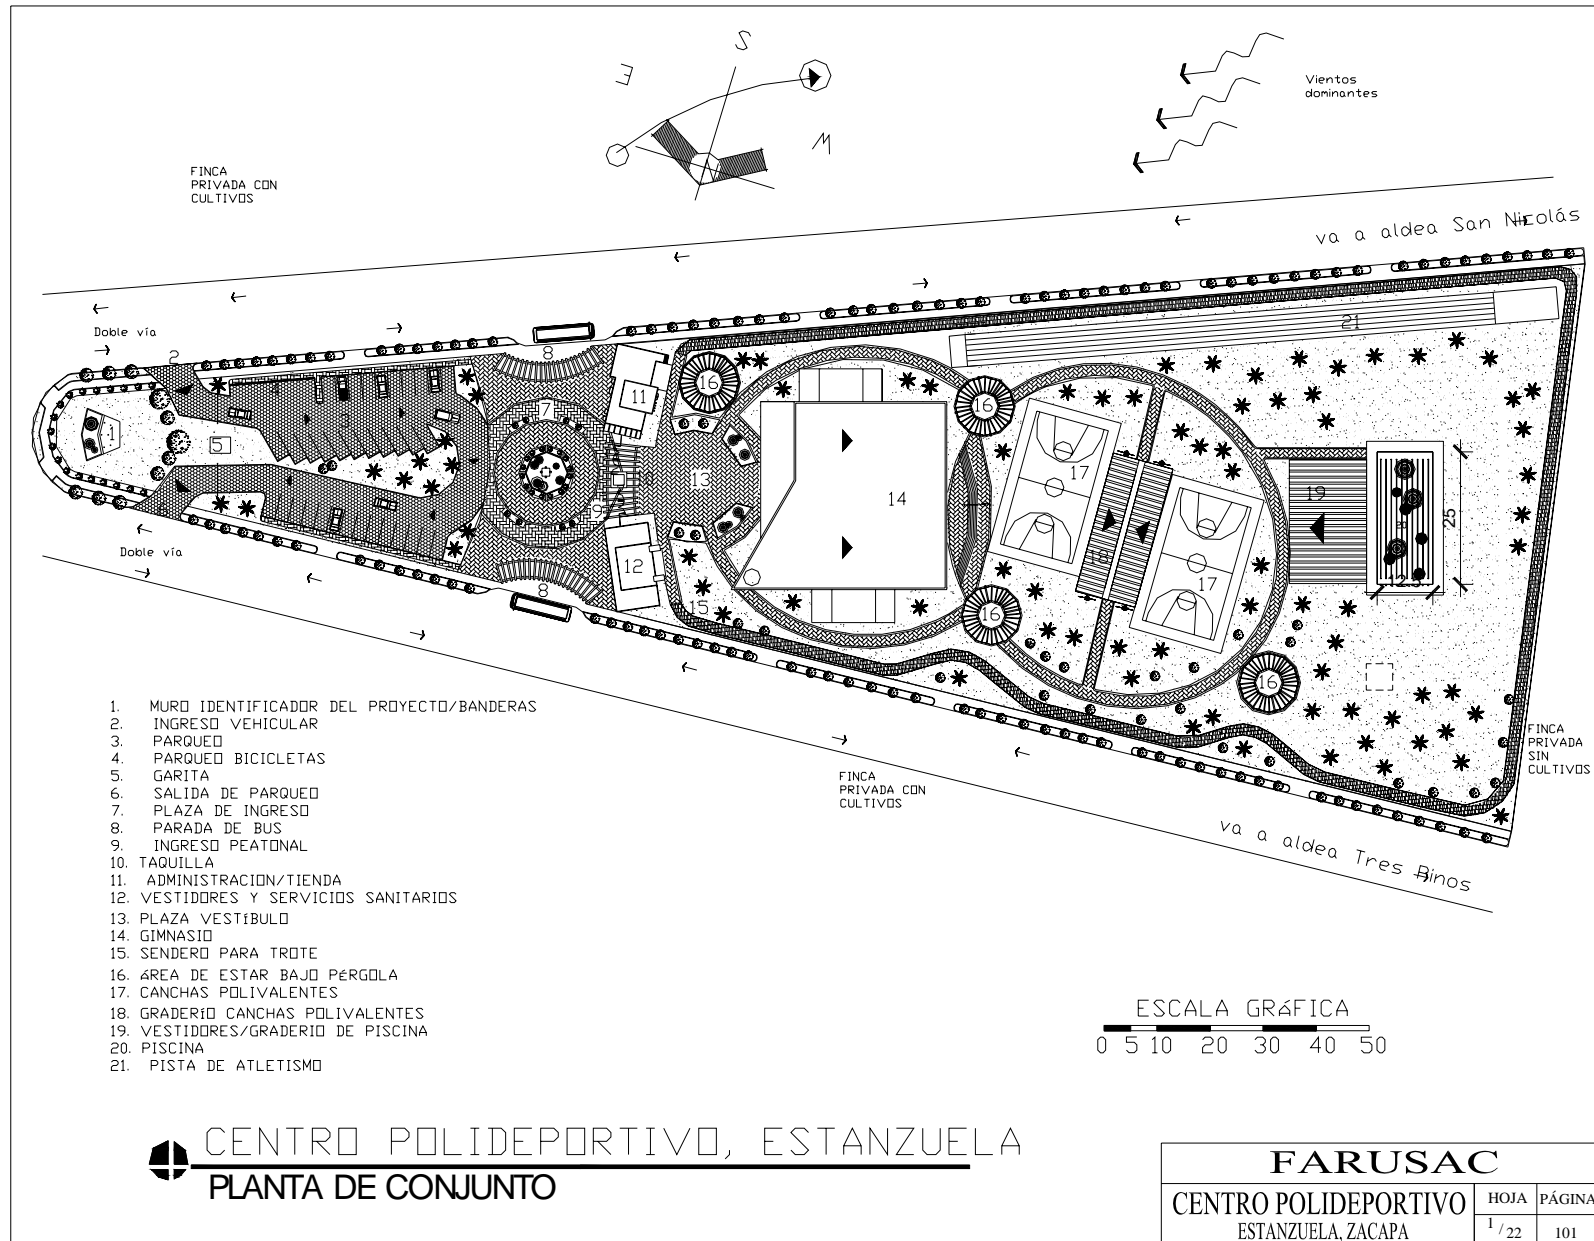 S
E
W
Vientos
dominantes
FINCA
PRIVADA CON
CULTIVOS
va a aldea San Nicolás
Doble vía
2
8
21
16
11
16
7
3
1
5
17
13
14
19
9
25
20
18
17
12
12.5
Doble vía
8
15
16
16
FINCA
PRIVADA
SIN
CULTIVOS
FINCA
PRIVADA CON
CULTIVOS
va a aldea Tres Pinos
1. MURO IDENTIFICADOR DEL PROYECTO/BANDERAS
2. INGRESO VEHICULAR
3. PARQUEO
4. PARQUEO BICICLETAS
5. GARITA
6. SALIDA DE PARQUEO
7. PLAZA DE INGRESO
8. PARADA DE BUS
9. INGRESO PEATONAL
10. TAQUILLA
11. ADMINISTRACION/TIENDA
12. VESTIDORES Y SERVICIOS SANITARIOS
13. PLAZA VESTíBULO
14. GIMNASIO
15. SENDERO PARA TROTE
16. áREA DE ESTAR BAJO PéRGOLA
17. CANCHAS POLIVALENTES
18. GRADERíO CANCHAS POLIVALENTES
19. VESTIDORES/GRADERIO DE PISCINA
20. PISCINA
21. PISTA DE ATLETISMO
ESCALA GRáFICA
0 5 10 20 30 40 50
CENTRO POLIDEPORTIVO, ESTANZUELA
PLANTA DE CONJUNTO
FARUSAC
CENTRO POLIDEPORTIVO
ESTANZUELA, ZACAPA
HOJA PÁGINA
1/22 101